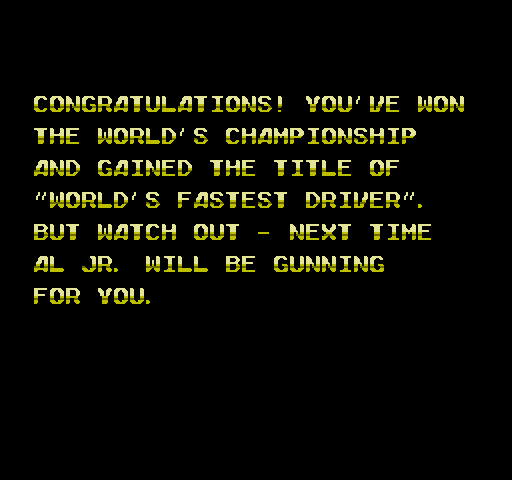 CONGRATULATIONS! YOU'VE WON
THE WORLD'S CHAMPIONSHIP
AND GAINED THE TITLE OF
"WORLD'S FASTEST DRIVER".
BUT WATCH OUT - NEXT TIME
AL JR. WILL BE GUNNING
FOR YOU.